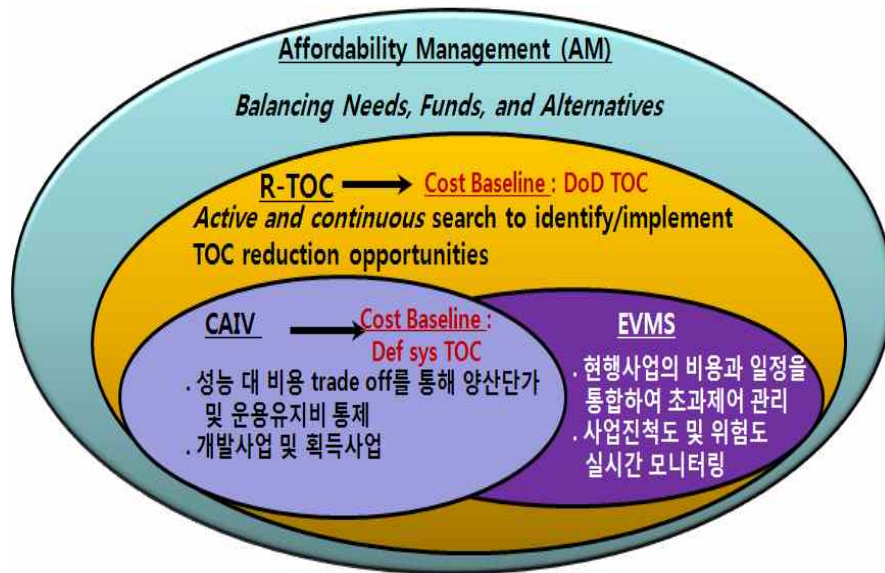 Affordability Management (AM)
Balancing Needs, Funds, and Alternatives
R-TOC
Cost Baseline : DoD TOC
Active and continuous search to identify/implement
TOC reduction opportunities
CAIV
Cost Baseline :
Def sys TOC
. 성능 대 비용 trade off를 통해 양산단가
및 운용유지비 통제
. 개발사업 및 획득사업
EVMS
. 현행사업의 비용과 일정을
통합하여 초과제어 관리
. 사업진척도 및 위험도
실시간 모니터링